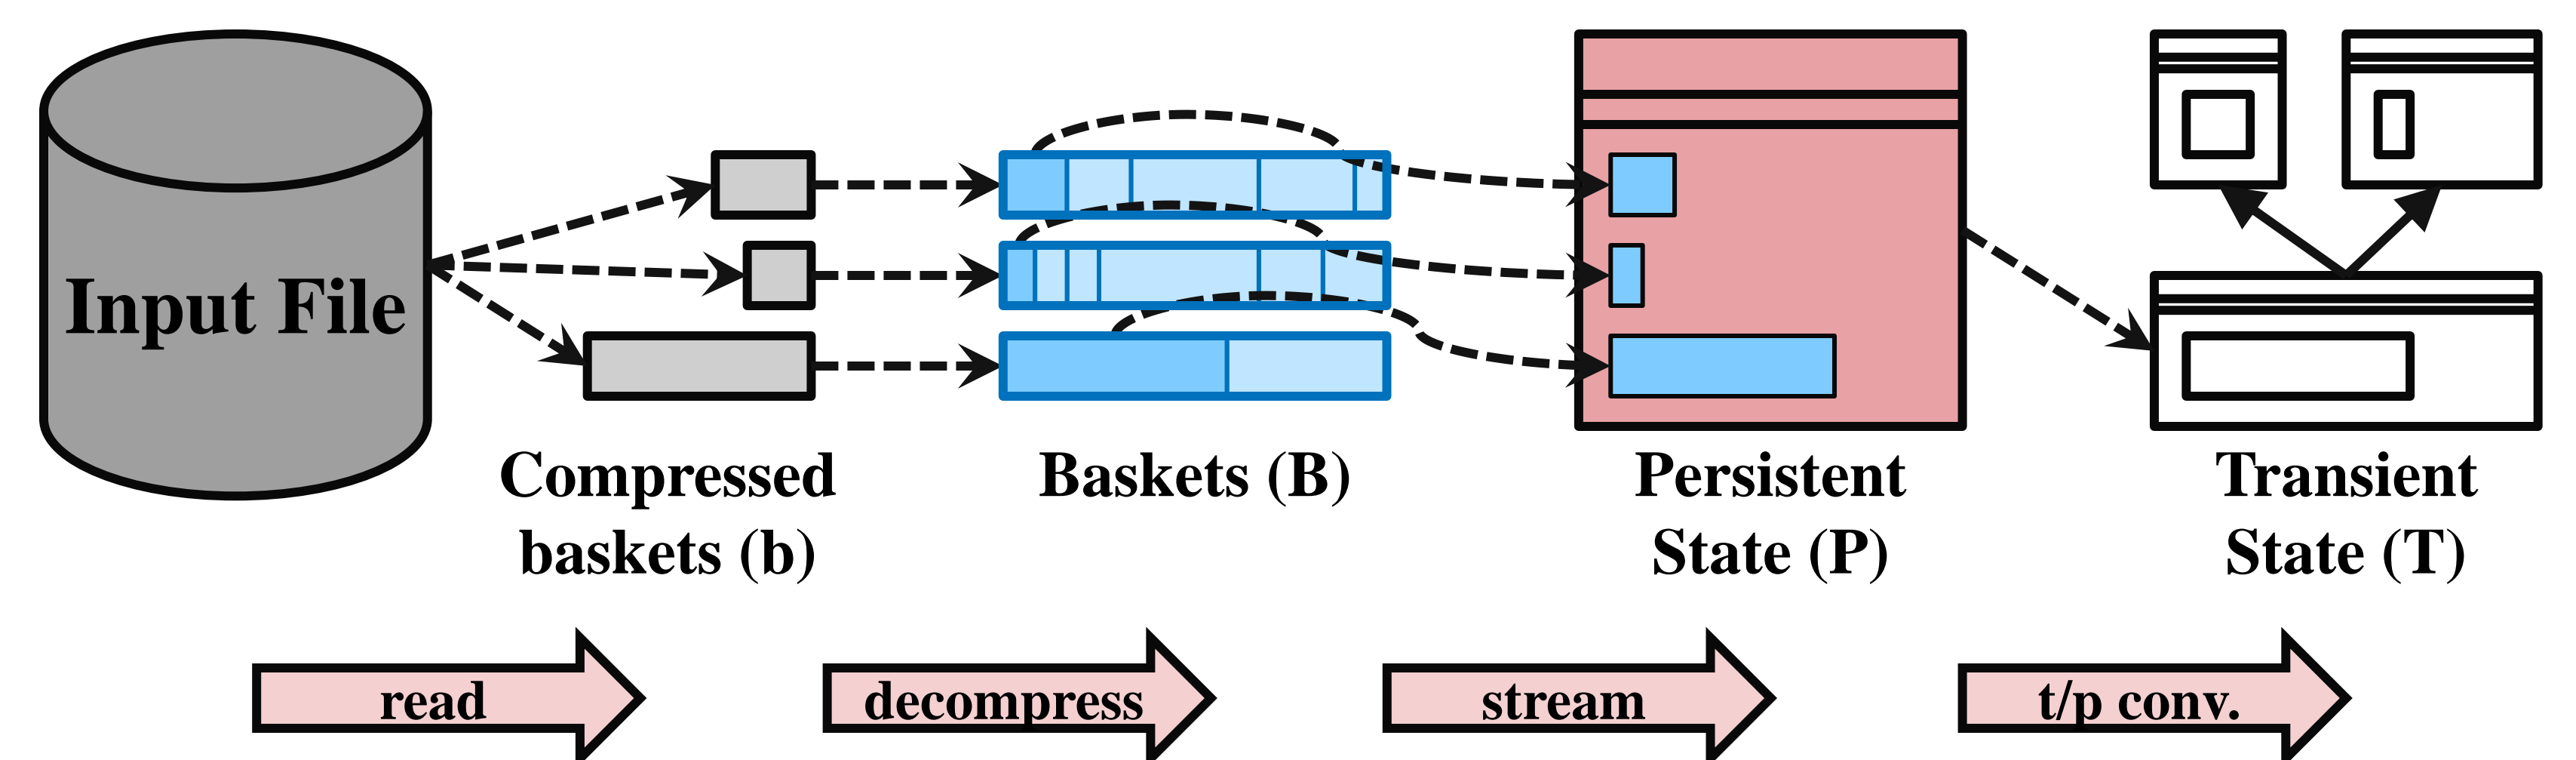 Input File
Compressed
baskets (b)
Baskets (B)
Persistent
State (P)
Transient
State (T)
read
decompress
stream
t/p conv.